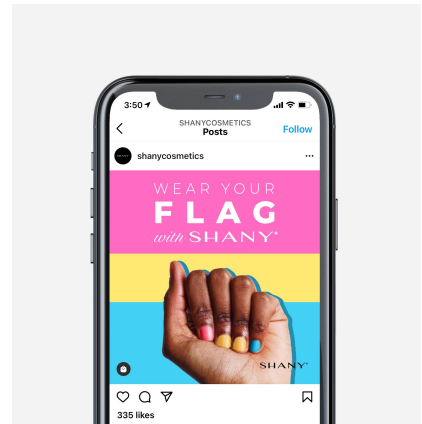 3:50
SHANYCOSMETICS
Posts
Follow
shanycosmetics
WEAR YOUR
FLAG
with SHANY®
SHANY®
335 likes